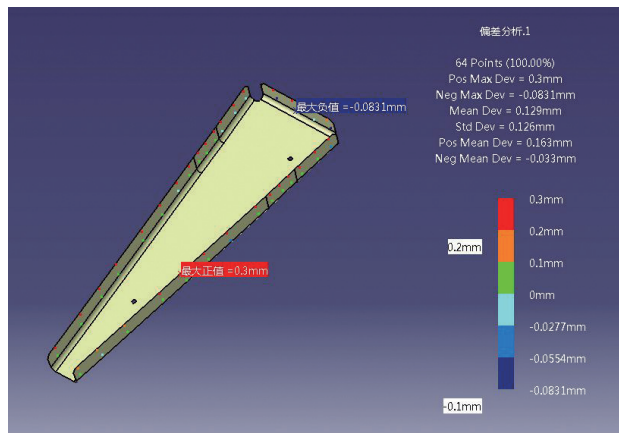 偏差分析.1
64 Points (100.00%)
Pos Max Dev = 0.3mm
Neg Max Dev = -0.0831mm
Mean Dev = 0.129mm
Std Dev = 0.126mm
Pos Mean Dev = 0.163mm
Neg Mean Dev = -0.033mm
最大负值 =-0.0831mm
最大正值 =0.3mm
0.3mm
0.2mm
0.2mm
0.1mm
0mm
-0.0277mm
-0.0554mm
-0.0831mm
-0.1mm